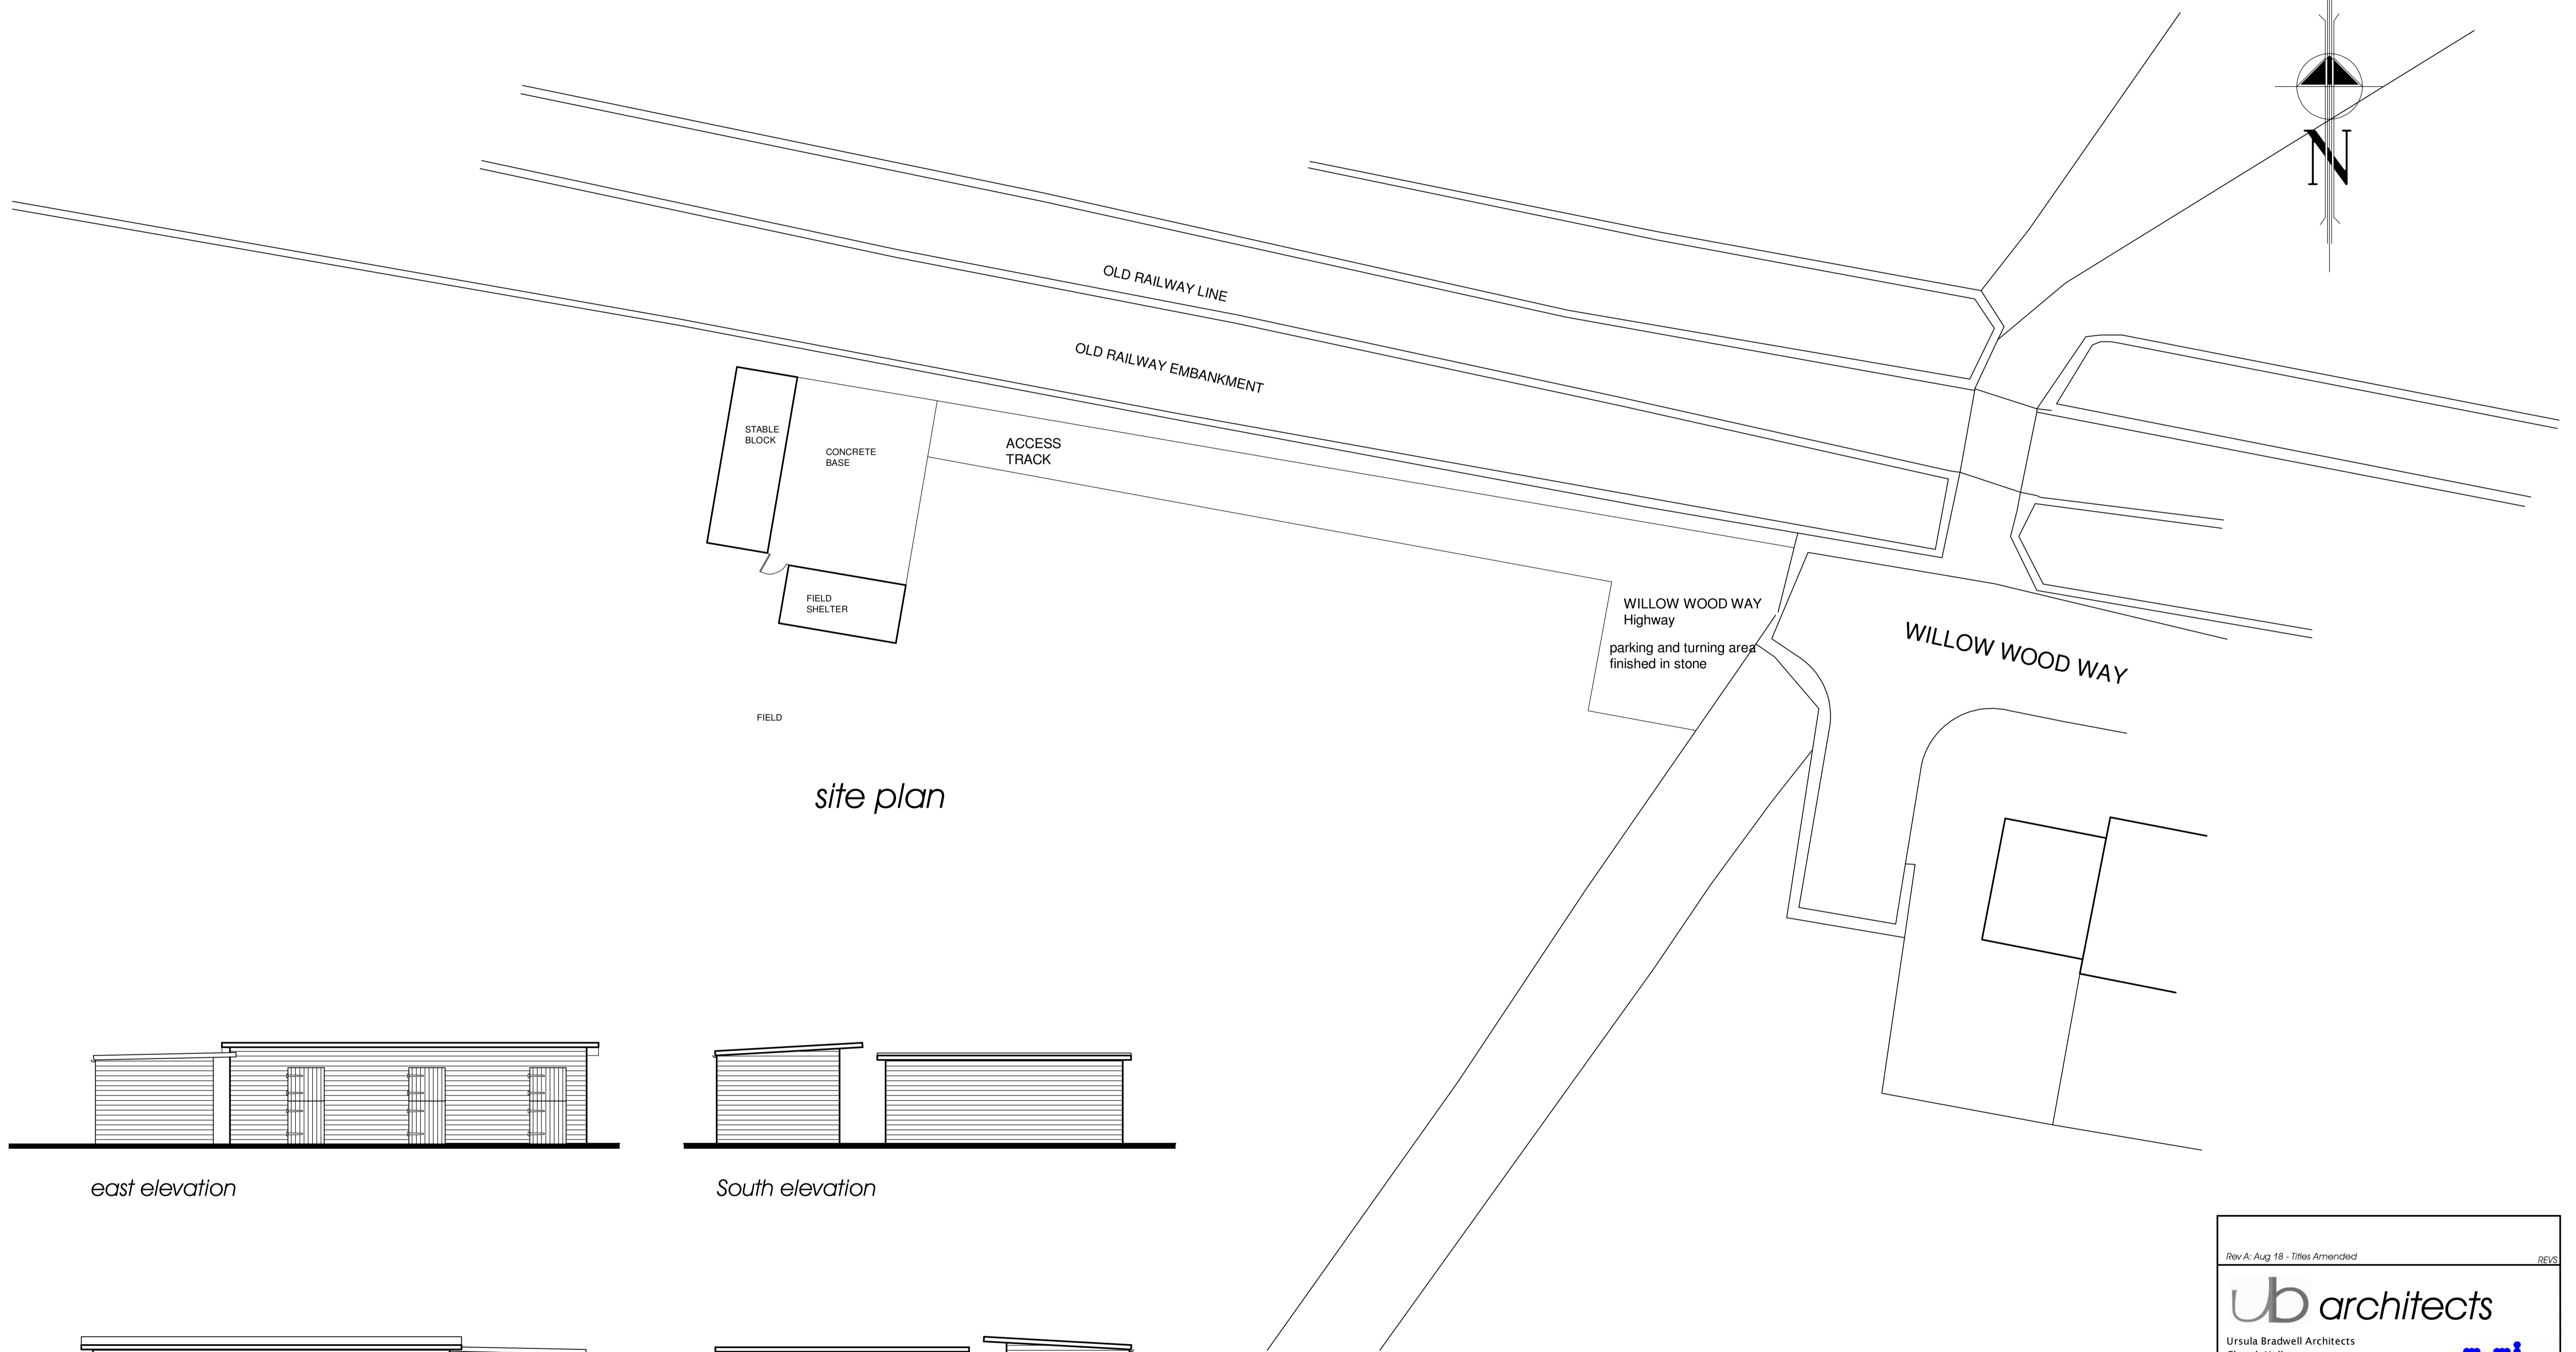 N
OLD RAILWAY LINE
OLD RAILWAY EMBANKMENT
STABLE
BLOCK
CONCRETE
BASE
ACCESS
TRACK
FIELD
SHELTER
WILLOW WOOD WAY
Highway
parking and turning area
finished in stone
WILLOW WOOD WAY
FIELD
site plan
east elevation
South elevation
Rev A: Aug 18 - Titles Amended
REVS
ub architects
Ursula Bradwell Architects